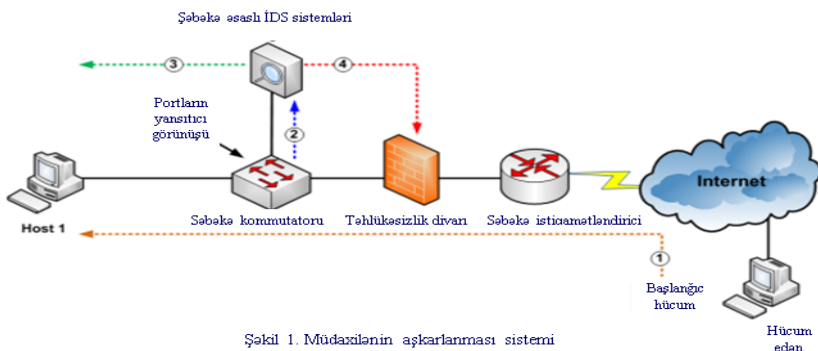 Şəbəkə əsaslı İDS sistemləri
3
4
Portların
yansıtıcı
görünüşü
2
Internet
Host 1
Şəbəkə kommutatoru
Təhlükəsizlik divarı
Səbəkə istiqamətləndirici
1
Başlanğıc
hücum
Hücum
edən
Şəkil 1. Müdaxilənin aşkarlanması sistemi